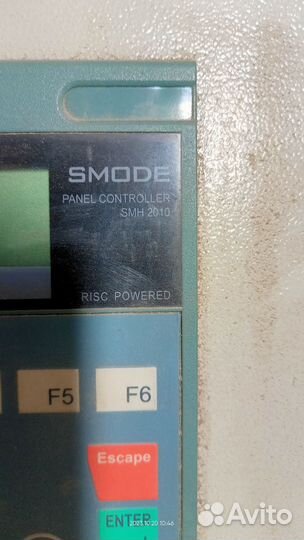 SMODE
PANEL CONTROLLER
SMH 2010
RISC POWERED
F5
F6
Escape
ENTER
2023.10.20 10:46
Avito